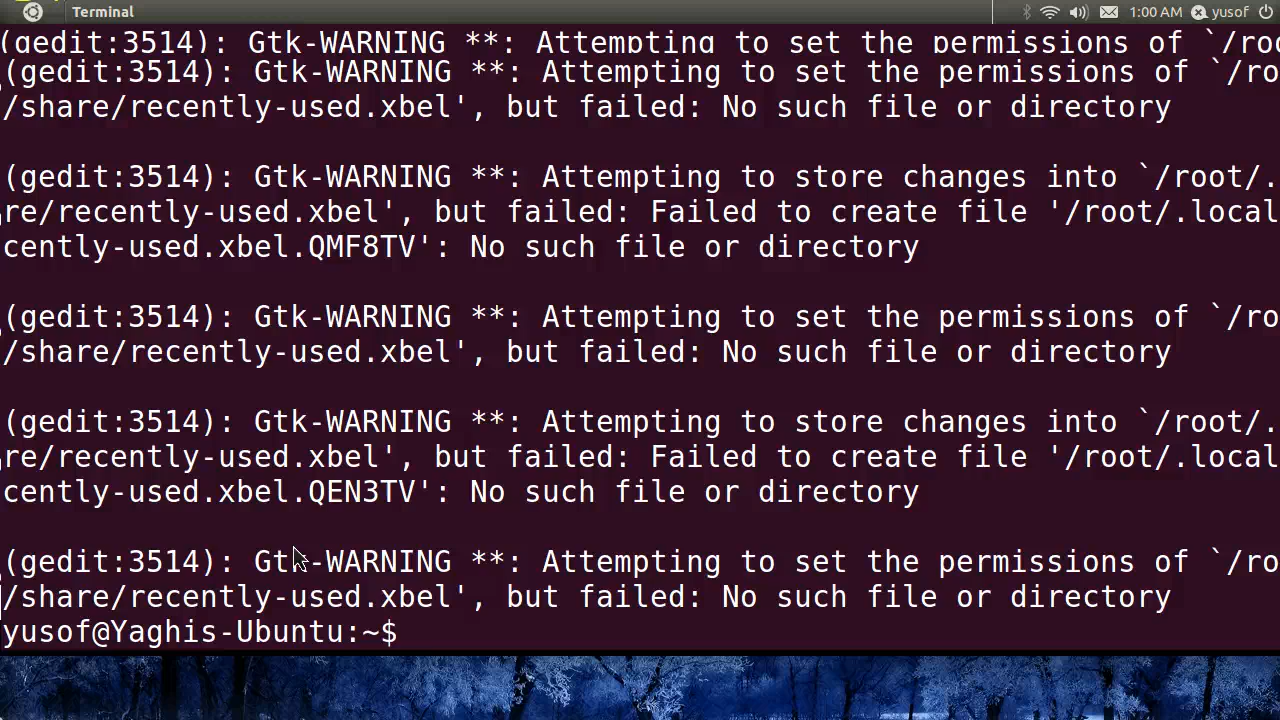 Terminal
1:00 AM yusof
(gedit:3514): Gtk-WARNING **: Attempting to set the permissions of `/roo
(gedit:3514): Gtk-WARNING **: Attempting to set the permissions of `/ro
/share/recently-used.xbel', but failed: No such file or directory
(gedit:3514): Gtk-WARNING **: Attempting to store changes into `/root/.
re/recently-used.xbel', but failed: Failed to create file '/root/.local
cently-used.xbel.QMF8TV': No such file or directory
(gedit:3514): Gtk-WARNING **: Attempting to set the permissions of `/ro
/share/recently-used.xbel', but failed: No such file or directory
(gedit:3514): Gtk-WARNING **: Attempting to store changes into `/root/.
re/recently-used.xbel', but failed: Failed to create file '/root/.local
cently-used.xbel.QEN3TV': No such file or directory
(gedit:3514): Gtk-WARNING **: Attempting to set the permissions of `/ro
/share/recently-used.xbel', but failed: No such file or directory
yusof@Yaghis-Ubuntu:~$